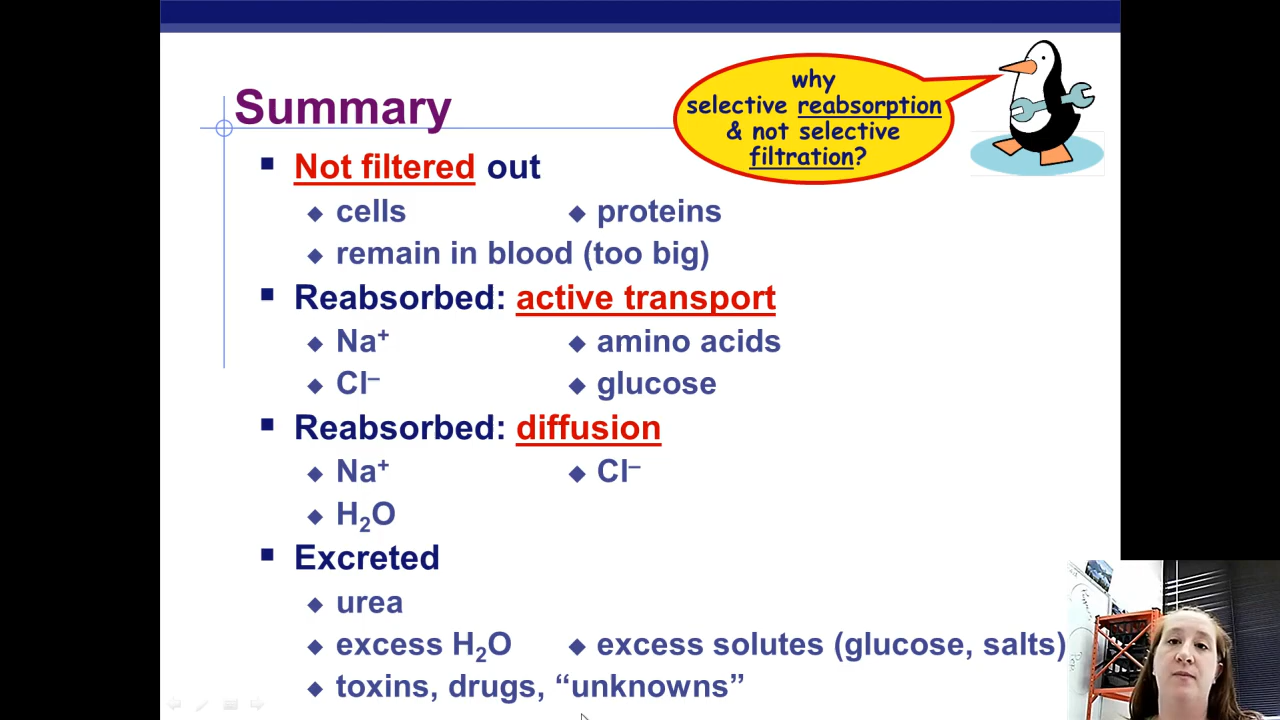 why
selective reabsorption
& not selective
filtration?
Summary
Not filtered out
cells proteins
remain in blood (too big)
Reabsorbed: active transport
Na⁺ amino acids
Cl⁻ glucose
Reabsorbed: diffusion
Na⁺ Cl⁻
H₂O
Excreted
urea
excess H₂O excess solutes (glucose, salts)
toxins, drugs, “unknowns”